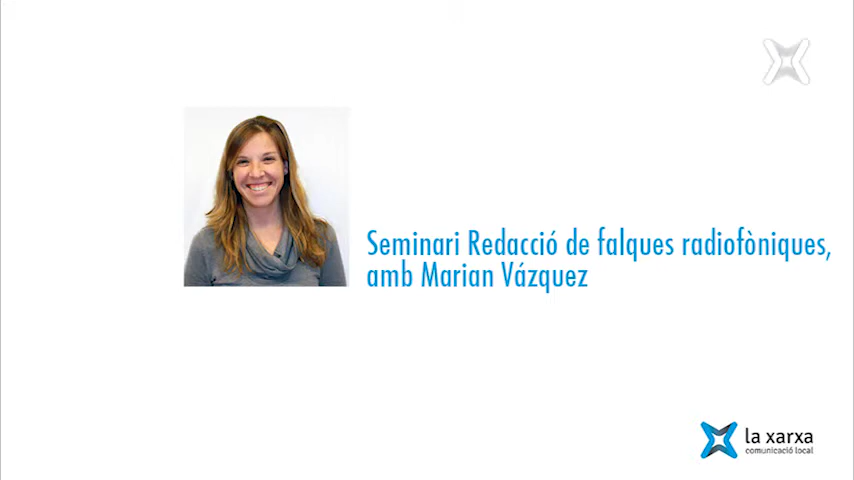 Seminari Redacció de falques radiofòniques,
amb Marian Vázquez
la xarxa
comunicació local